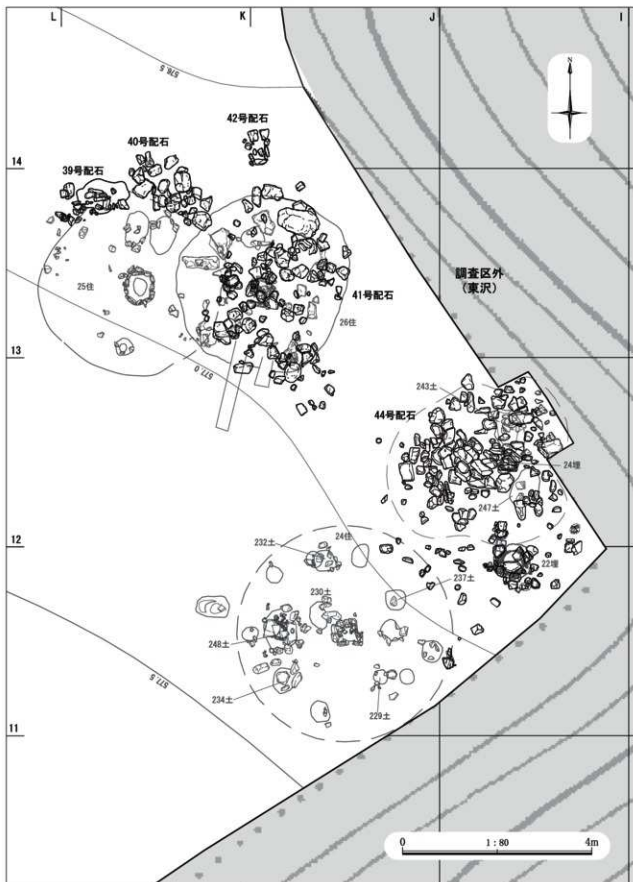 L
K
J
I
576.5
N
42号配石
40号配石
14
39号配石
調査区外
(東沢)
41号配石
25住
26住
13
577.0
243土
44号配石
24埋
247土
12
24住
232土
22埋
230土
237土
248土
577.5
234土
229土
11
0
1:80
4m